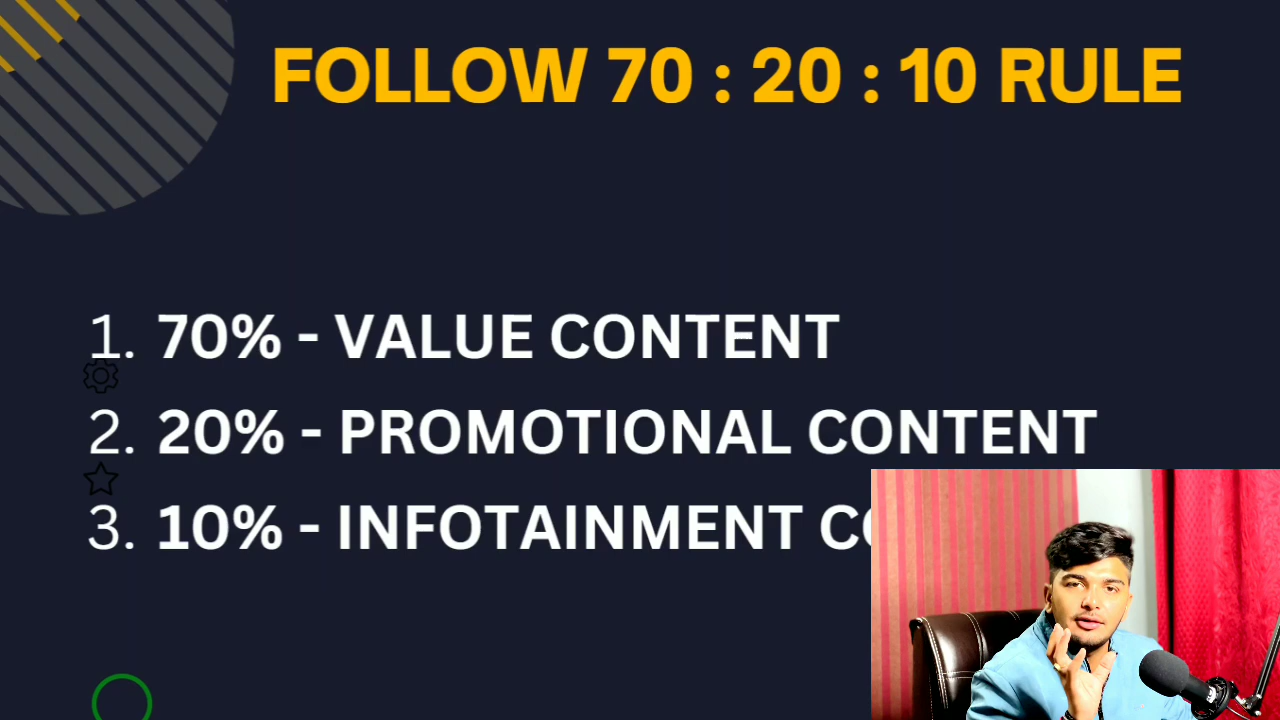 FOLLOW 70 : 20 : 10 RULE
1. 70% - VALUE CONTENT
2. 20% - PROMOTIONAL CONTENT
3. 10% - INFOTAINMENT